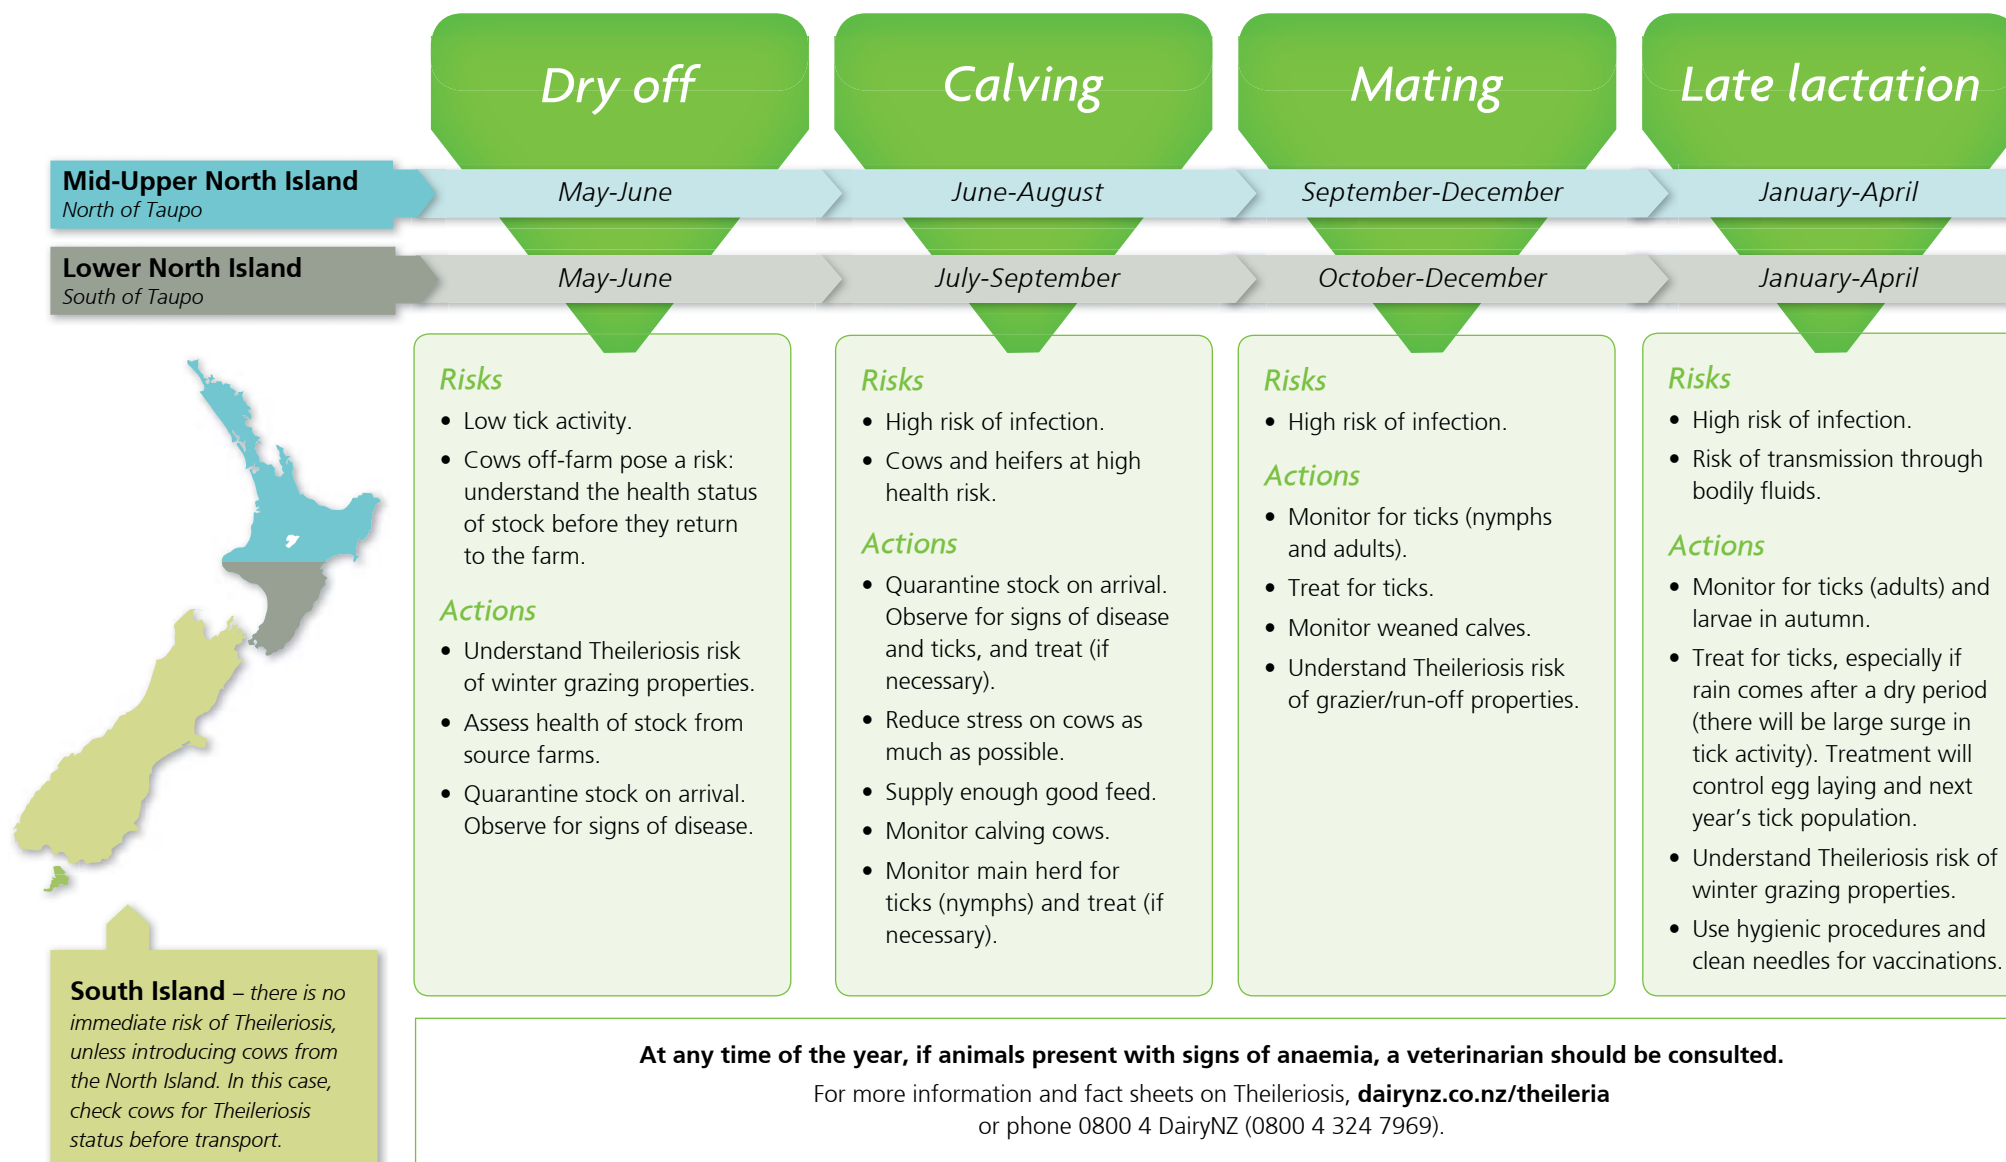 Dry off
Calving
Mating
Late lactation
Mid-Upper North Island
North of Taupo
May-June
June-August
September-December
January-April
Lower North Island
South of Taupo
May-June
July-September
October-December
January-April
Risks
• Low tick activity.
• Cows off-farm pose a risk:
understand the health status
of stock before they return
to the farm.
Actions
• Understand Theileriosis risk
of winter grazing properties.
• Assess health of stock from
source farms.
• Quarantine stock on arrival.
Observe for signs of disease.
Risks
• High risk of infection.
• Cows and heifers at high
health risk.
Actions
• Quarantine stock on arrival.
Observe for signs of disease
and ticks, and treat (if
necessary).
• Reduce stress on cows as
much as possible.
• Supply enough good feed.
• Monitor calving cows.
• Monitor main herd for
ticks (nymphs) and treat (if
necessary).
Risks
• High risk of infection.
Actions
• Monitor for ticks (nymphs
and adults).
• Treat for ticks.
• Monitor weaned calves.
• Understand Theileriosis risk
of grazier/run-off properties.
Risks
• High risk of infection.
• Risk of transmission through
bodily fluids.
Actions
• Monitor for ticks (adults) and
larvae in autumn.
• Treat for ticks, especially if
rain comes after a dry period
(there will be large surge in
tick activity). Treatment will
control egg laying and next
year's tick population.
• Understand Theileriosis risk of
winter grazing properties.
• Use hygienic procedures and
clean needles for vaccinations.
South Island – there is no
immediate risk of Theileriosis,
unless introducing cows from
the North Island. In this case,
check cows for Theileriosis
status before transport.
At any time of the year, if animals present with signs of anaemia, a veterinarian should be consulted.
For more information and fact sheets on Theileriosis, dairynz.co.nz/theileria
or phone 0800 4 DairyNZ (0800 4 324 7969).